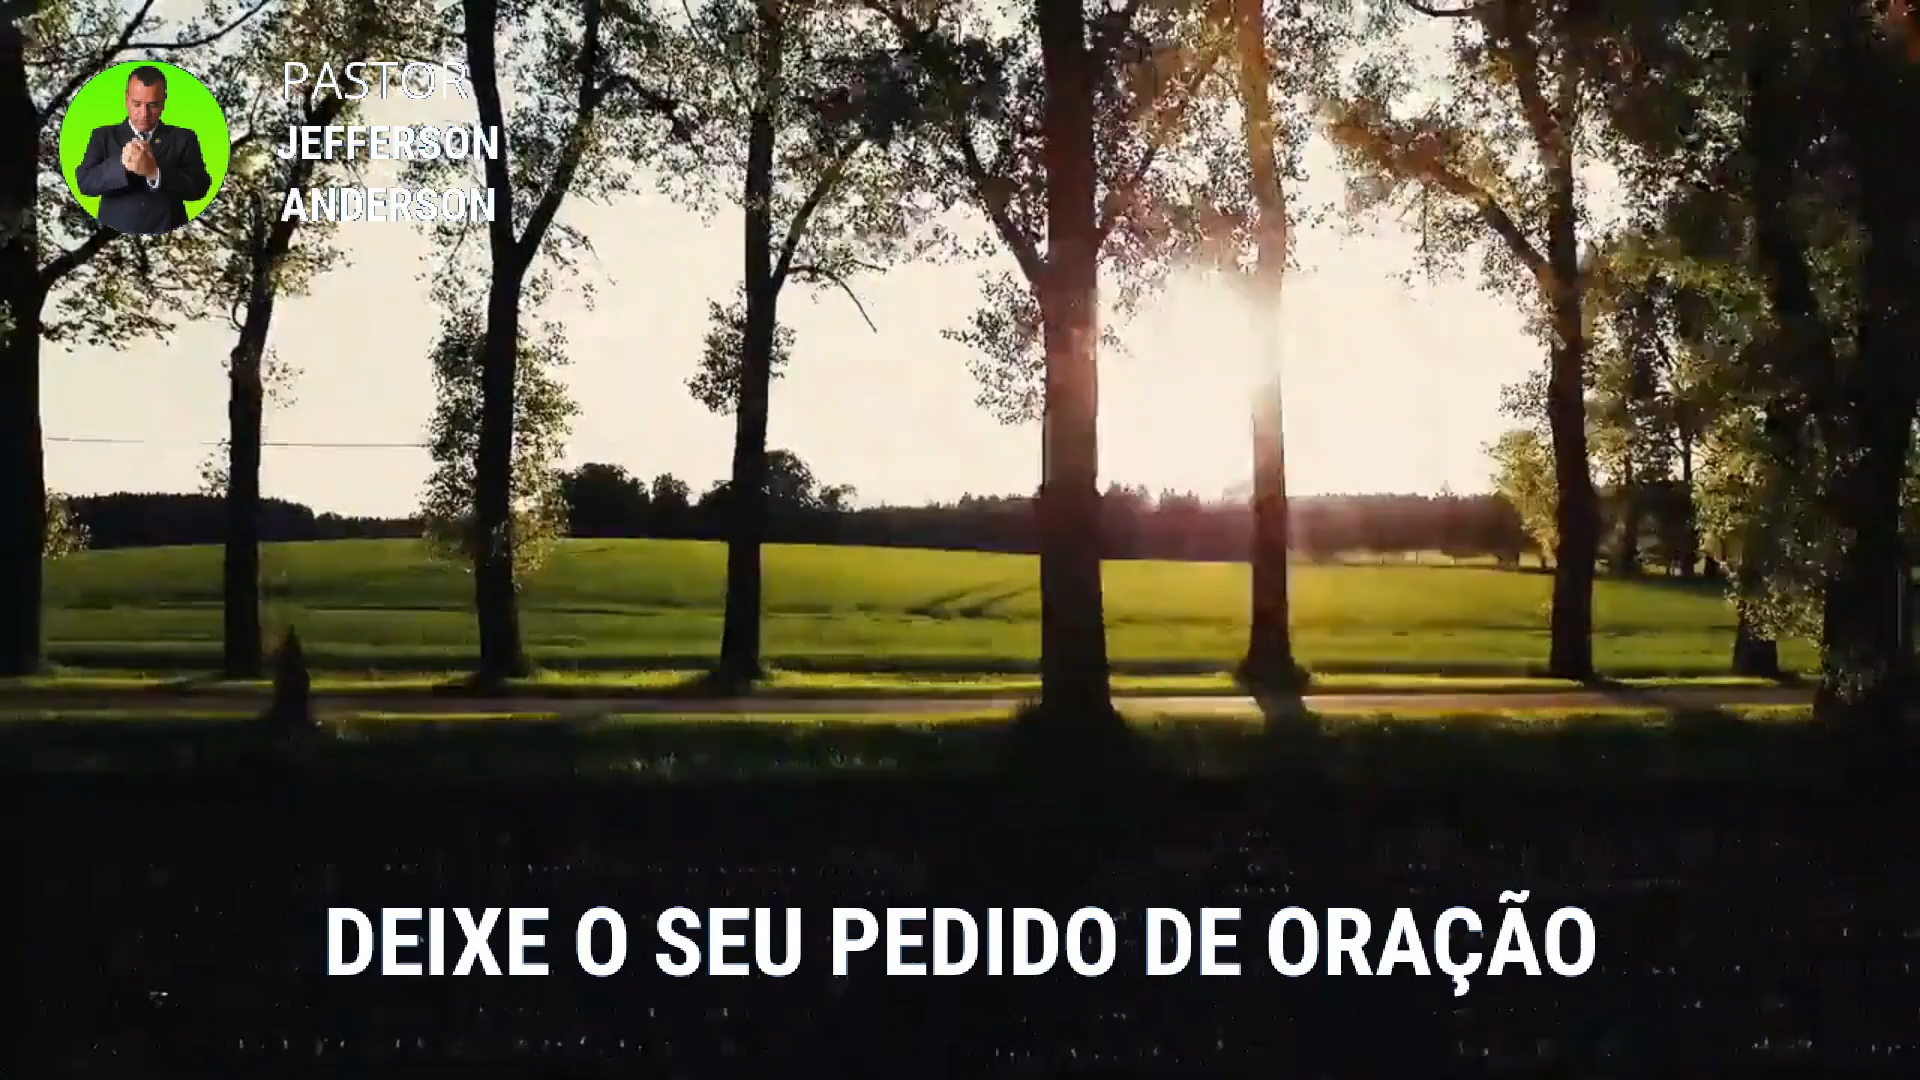 PASTOR
JEFFERSON
ANDERSON
DEIXE O SEU PEDIDO DE ORAÇÃO